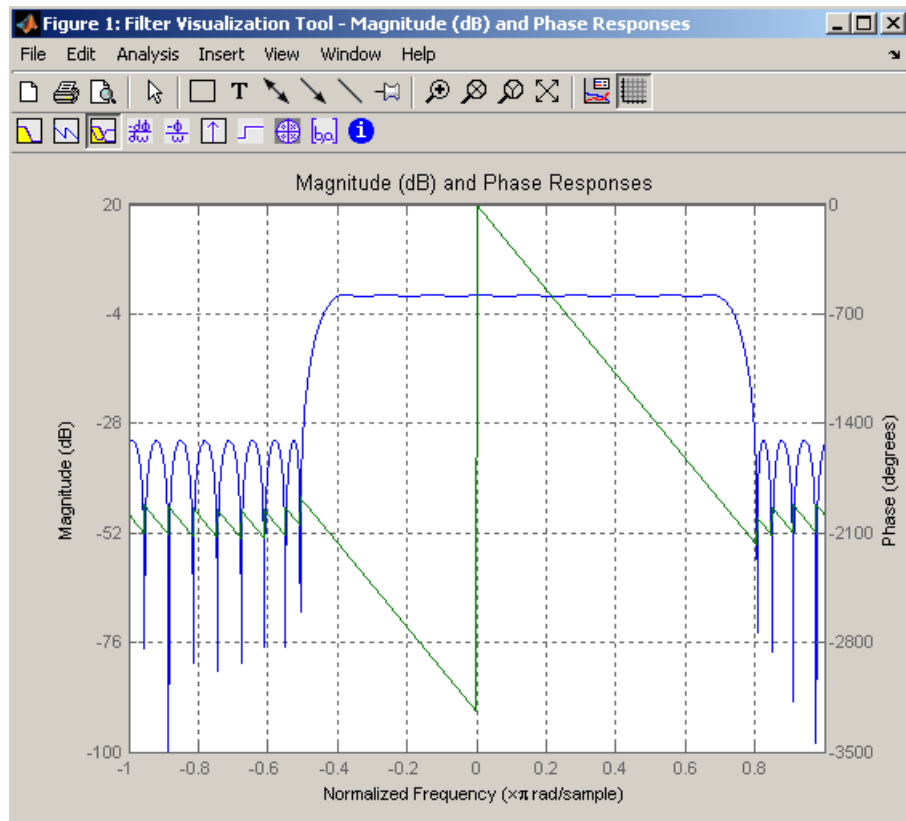 Figure 1: Filter Visualization Tool - Magnitude (dB) and Phase Responses
File Edit Analysis Insert View Window Help
T
[b,a]
i
Magnitude (dB) and Phase Responses
20
-4
-28
-52
-76
-100
Magnitude (dB)
0
-700
-1400
-2100
-2800
-3500
Phase (degrees)
-1 -0.8 -0.6 -0.4 -0.2 0 0.2 0.4 0.6 0.8
Normalized Frequency (×π rad/sample)